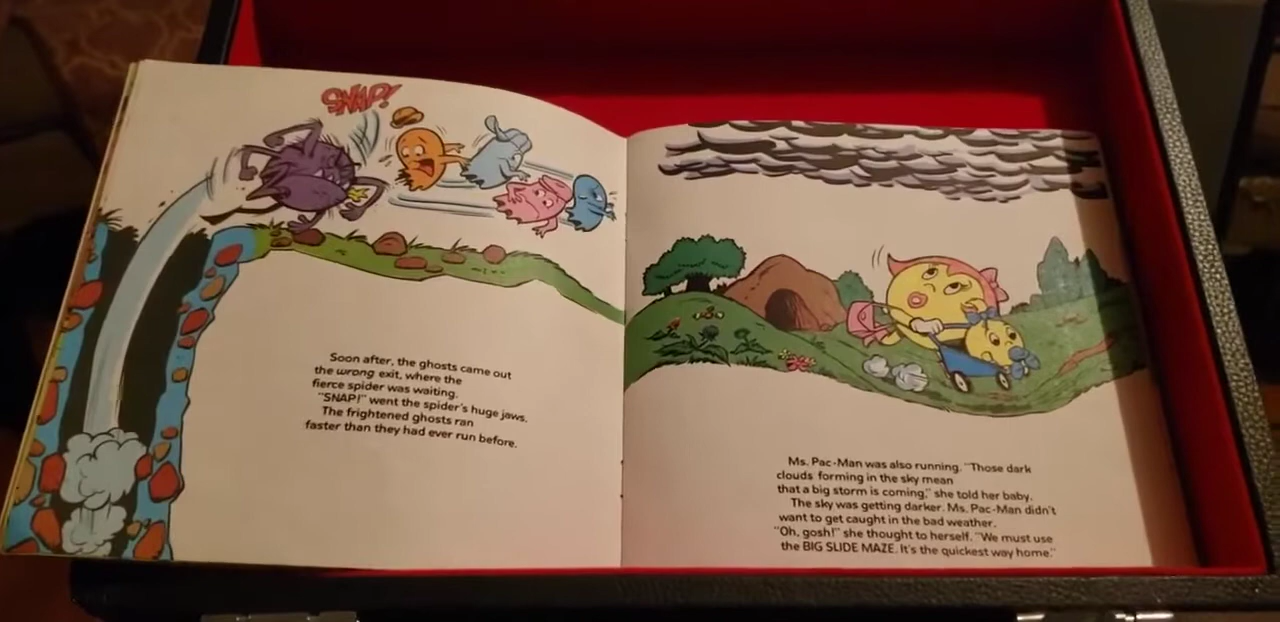 SNAP!
Soon after, the ghosts came out
the wrong exit, where the
fierce spider was waiting.
"SNAP!" went the spider's huge jaws.
The frightened ghosts ran
faster than they had ever run before.
Ms. Pac-Man was also running. "Those dark
clouds forming in the sky mean
that a big storm is coming," she told her baby.
The sky was getting darker. Ms. Pac-Man didn't
want to get caught in the bad weather.
"Oh, gosh!" she thought to herself. "We must use
the BIG SLIDE MAZE. It's the quickest way home."